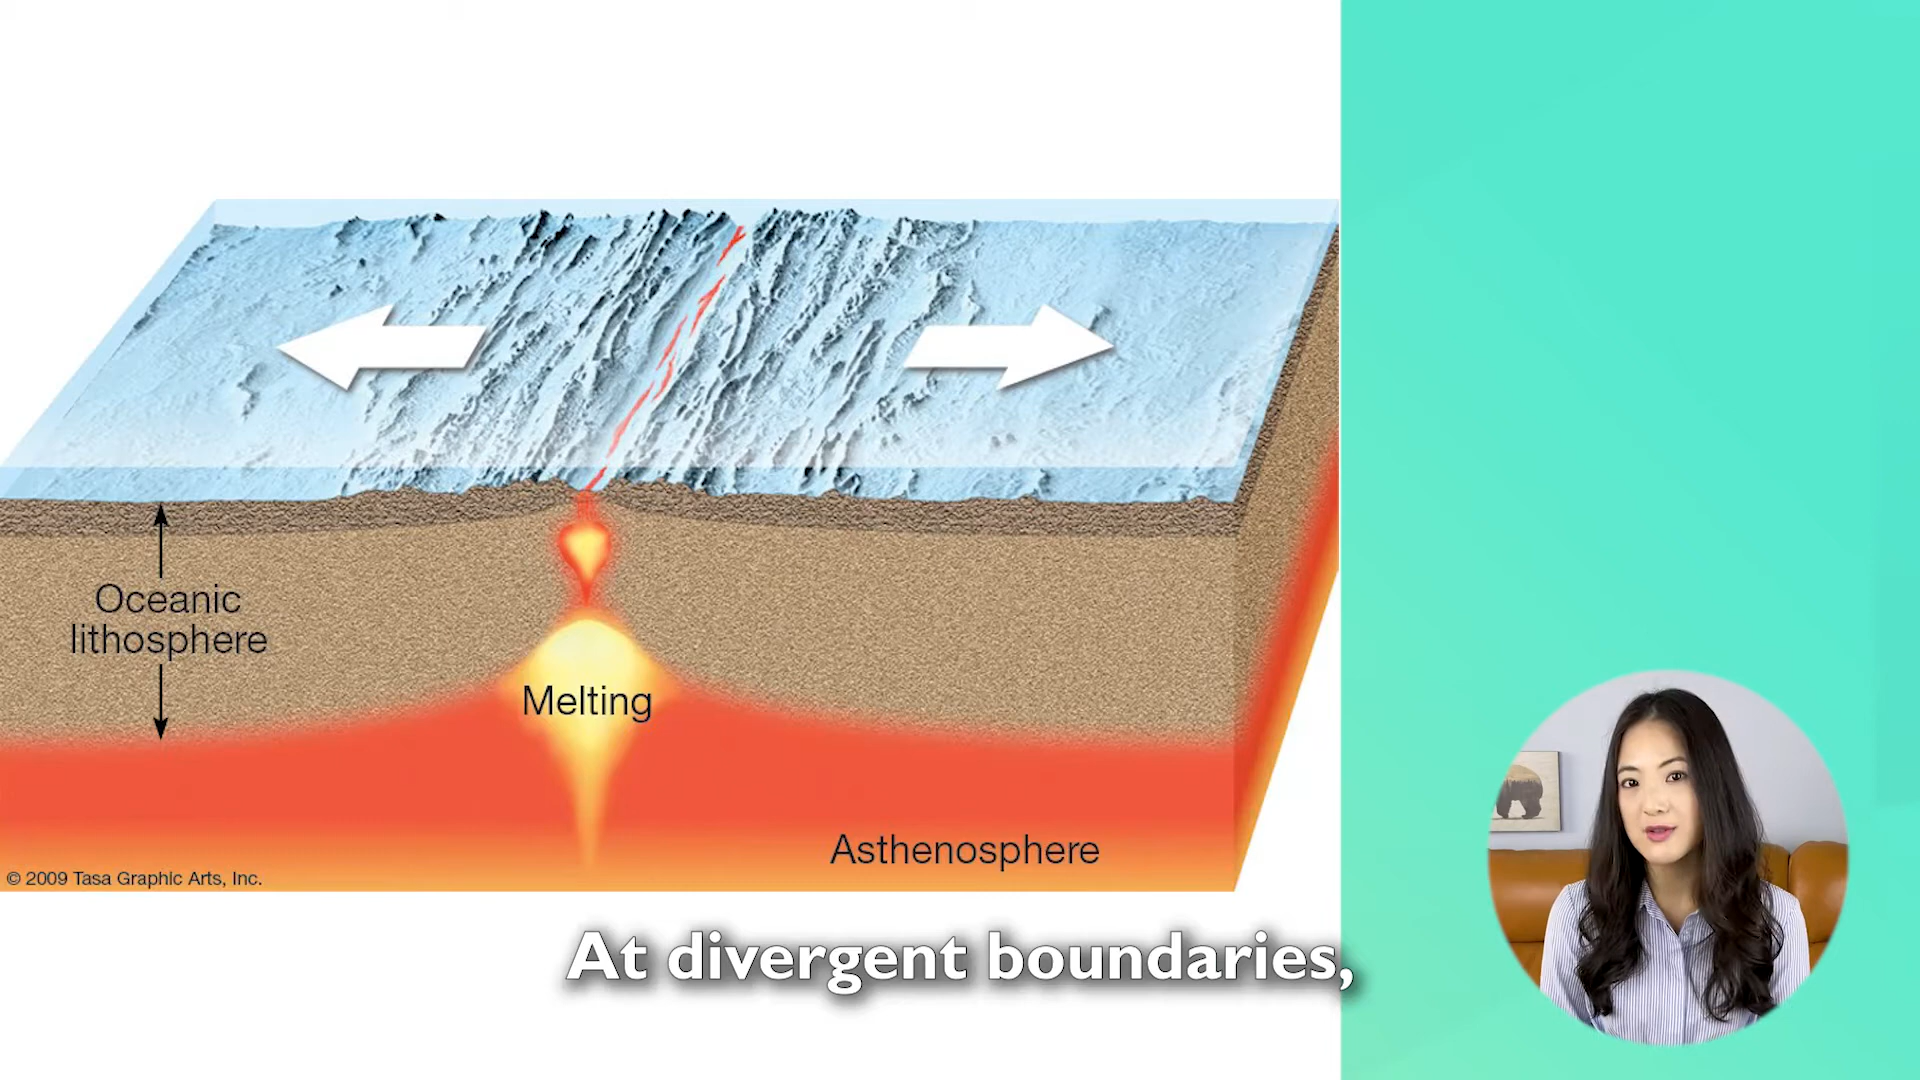 Oceanic
lithosphere
Melting
Asthenosphere
© 2009 Tasa Graphic Arts, Inc.
At divergent boundaries,